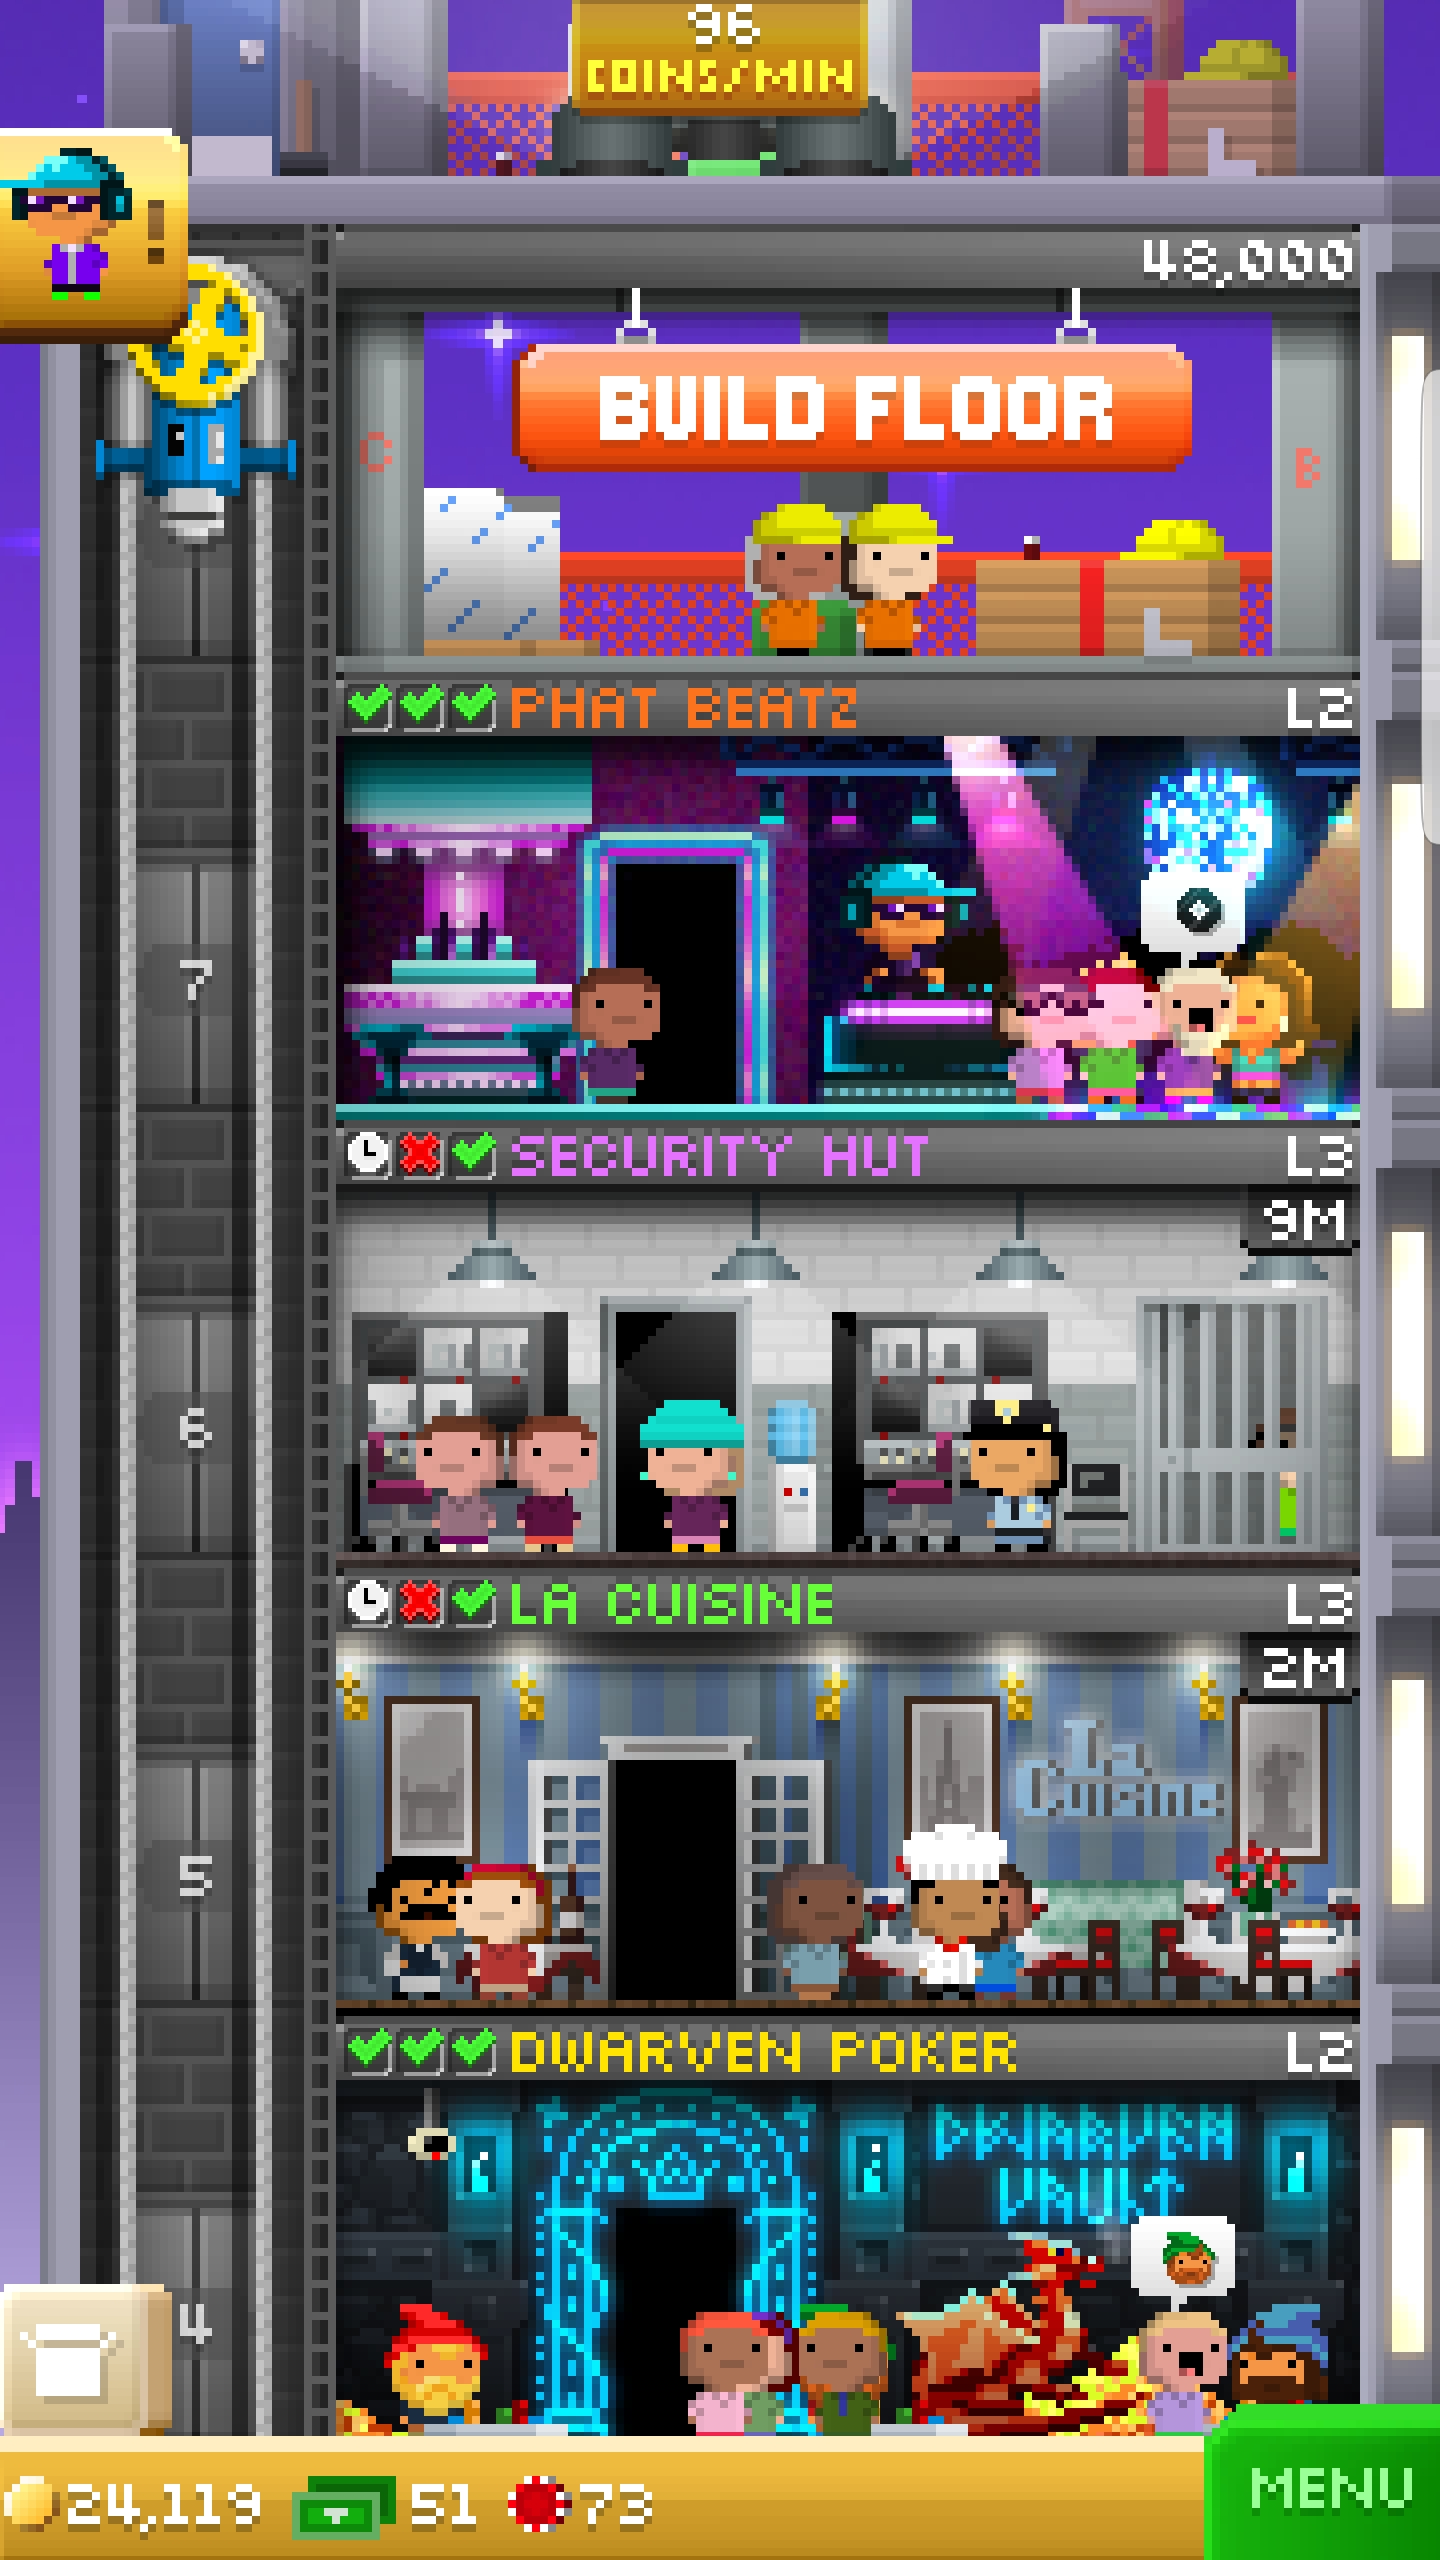 96
COINS/MIN
!
48,000
BUILD FLOOR
C
B
PHAT BEATZ L2
7
SECURITY HUT L3
9M
6
LA CUISINE L3
2M
La
Cuisine
5
DWARVEN POKER L2
DWARVEN
VAULT
4
24,119 51 73
MENU